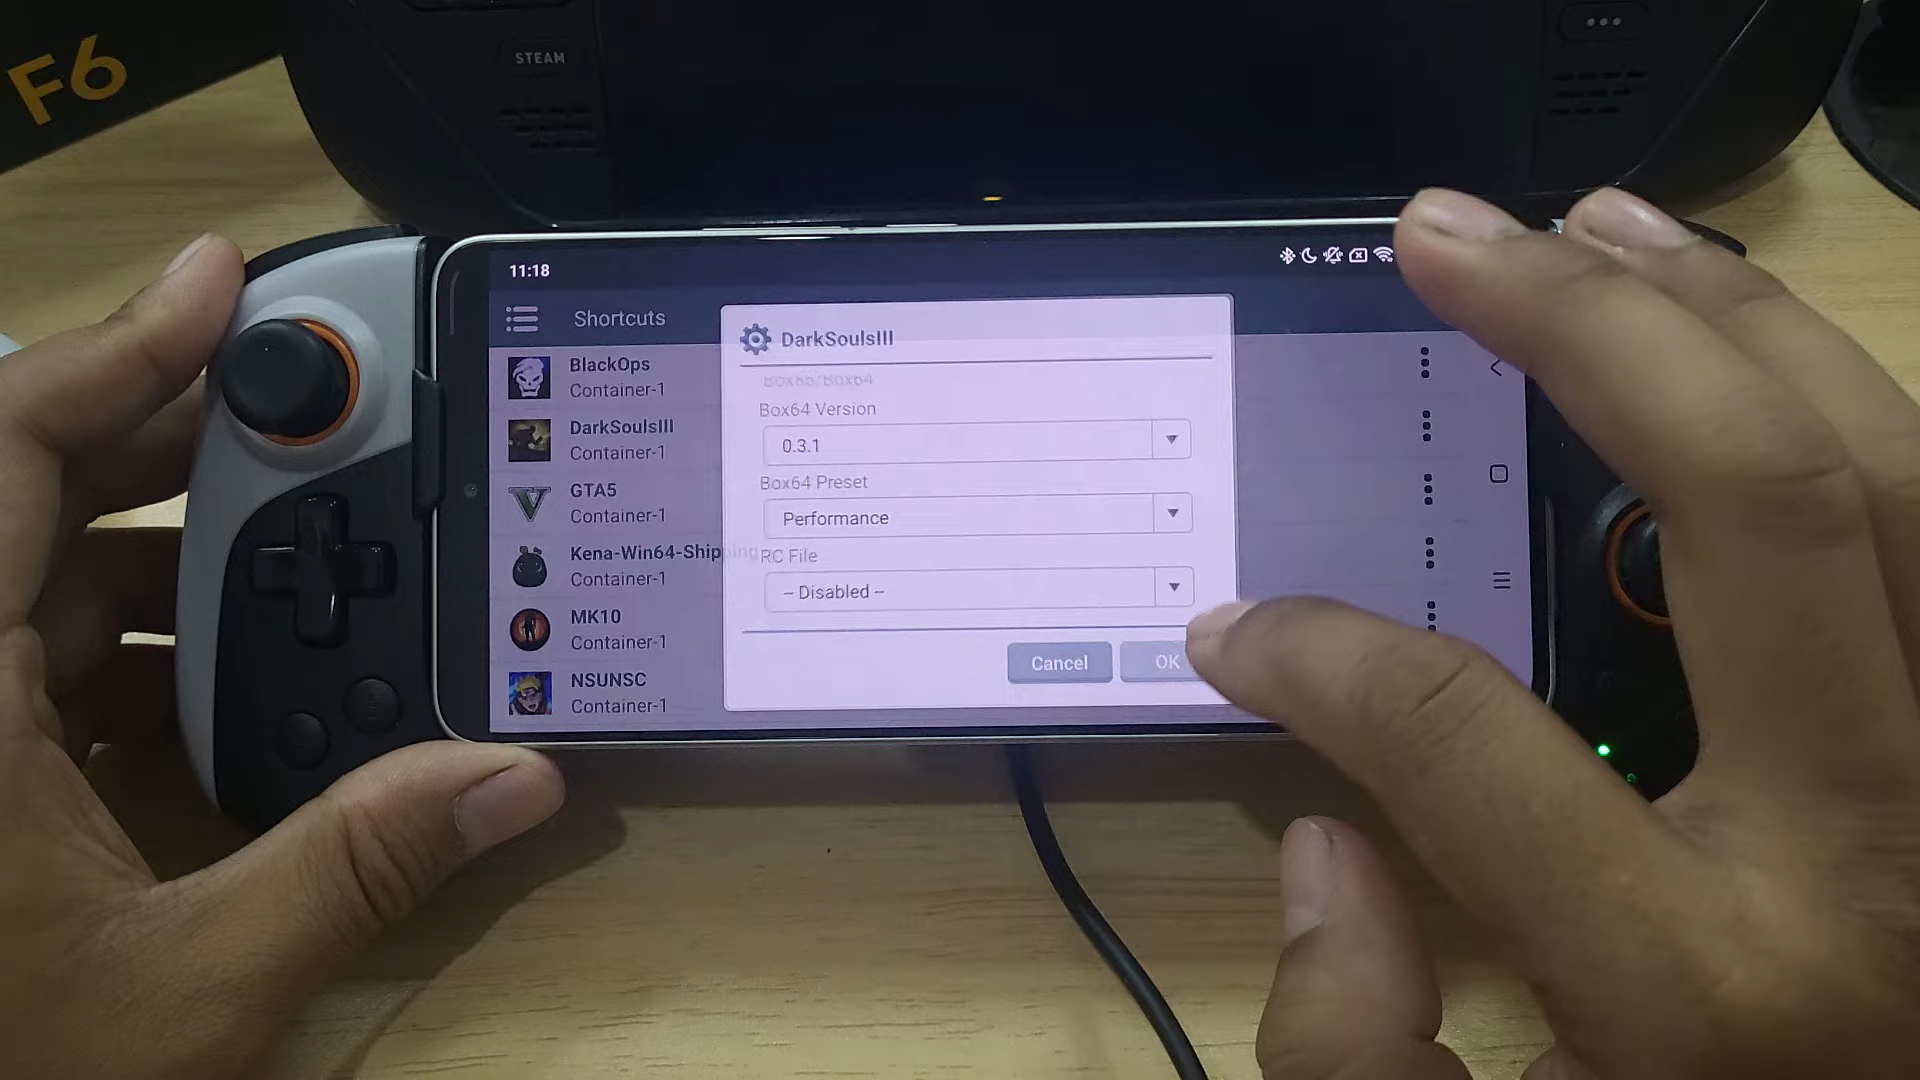 F6
STEAM
11:18
Shortcuts
BlackOps
Container-1
DarkSoulsIII
Container-1
GTA5
Container-1
Kena-Win64-Shipping
Container-1
MK10
Container-1
NSUNSC
Container-1
DarkSoulsIII
Box86/Box64
Box64 Version
0.3.1
Box64 Preset
Performance
RC File
-- Disabled --
Cancel
OK